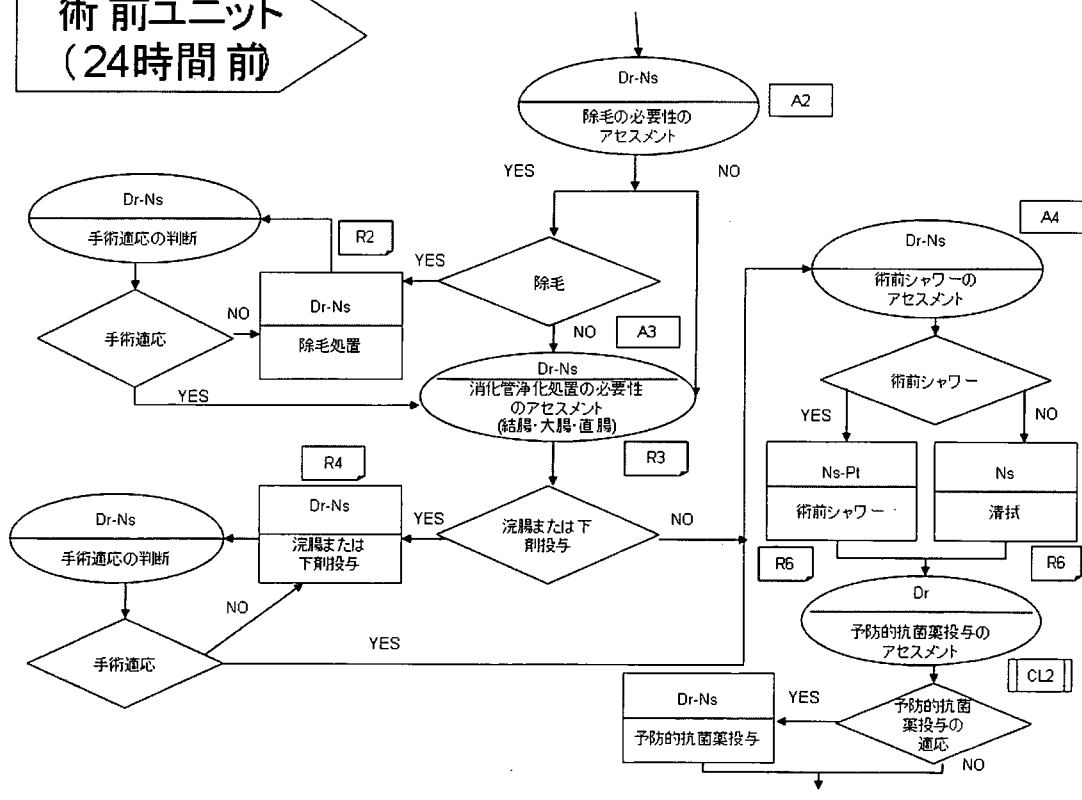 術前ユニット
(24時間前)
Dr-Ns
除毛の必要性の
アセスメント
A2
YES
NO
Dr-Ns
手術適応の判断
R2
YES
除毛
手術適応
NO
Dr-Ns
除毛処置
NO
A3
YES
Dr-Ns
消化管浄化処置の必要性
のアセスメント
(結腸・大腸・直腸)
R3
R4
Dr-Ns
浣腸または
下剤投与
YES
浣腸または下
剤投与
NO
Dr-Ns
手術適応の判断
NO
手術適応
YES
A4
Dr-Ns
術前シャワーの
アセスメント
術前シャワー
YES
NO
Ns-Pt
術前シャワー
Ns
清拭
R6
R6
Dr
予防的抗菌薬投与の
アセスメント
CL2
予防的抗菌
薬投与の
適応
YES
Dr-Ns
予防的抗菌薬投与
NO